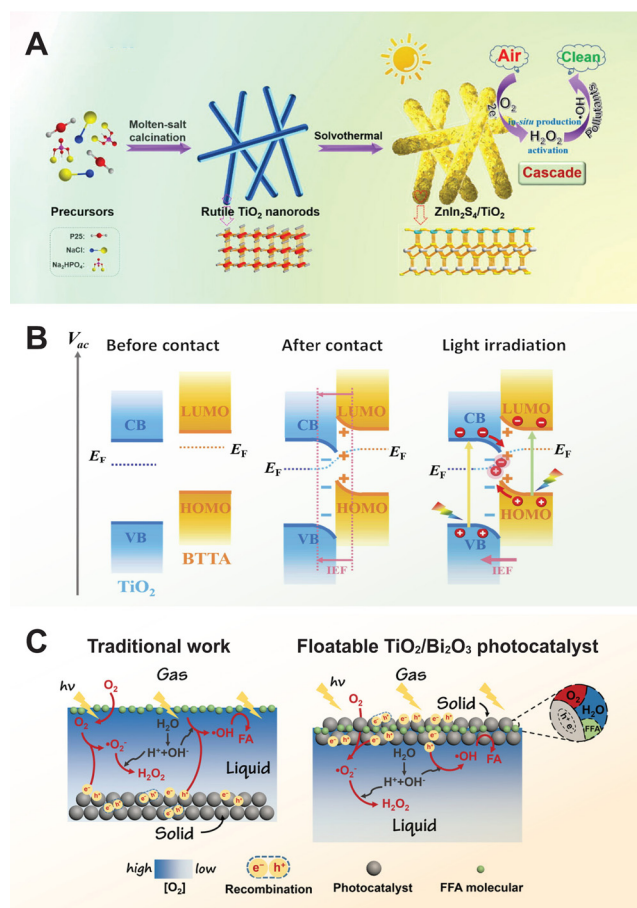 A
Air
Clean
2e⁻
O₂
HO•
Pollutants
in-situ production
H₂O₂
activation
Cascade
Molten-salt
calcination
Solvothermal
Precursors
Rutile TiO₂ nanorods
ZnIn₂S₄/TiO₂
P25:
NaCl:
Na₂HPO₄:
B
Vac
Before contact
After contact
Light irradiation
CB
LUMO
CB
LUMO
CB
LUMO
EF
EF
EF
EF
EF
EF
HOMO
HOMO
HOMO
VB
VB
VB
TiO₂
BTTA
IEF
IEF
C
Traditional work
Floatable TiO₂/Bi₂O₃ photocatalyst
hν
O₂
Gas
O₂
H₂O
•OH
FA
•O₂⁻
H⁺+OH⁻
H₂O₂
Liquid
e⁻ h⁺
Solid
hν
O₂
Gas
Solid
O₂
H₂O
h⁺ e⁻
FFA
H₂O
•OH
FA
•O₂⁻
H⁺+OH⁻
H₂O₂
Liquid
e⁻ h⁺
high
low
[O₂]
e⁻ h⁺
Recombination
Photocatalyst
FFA molecular